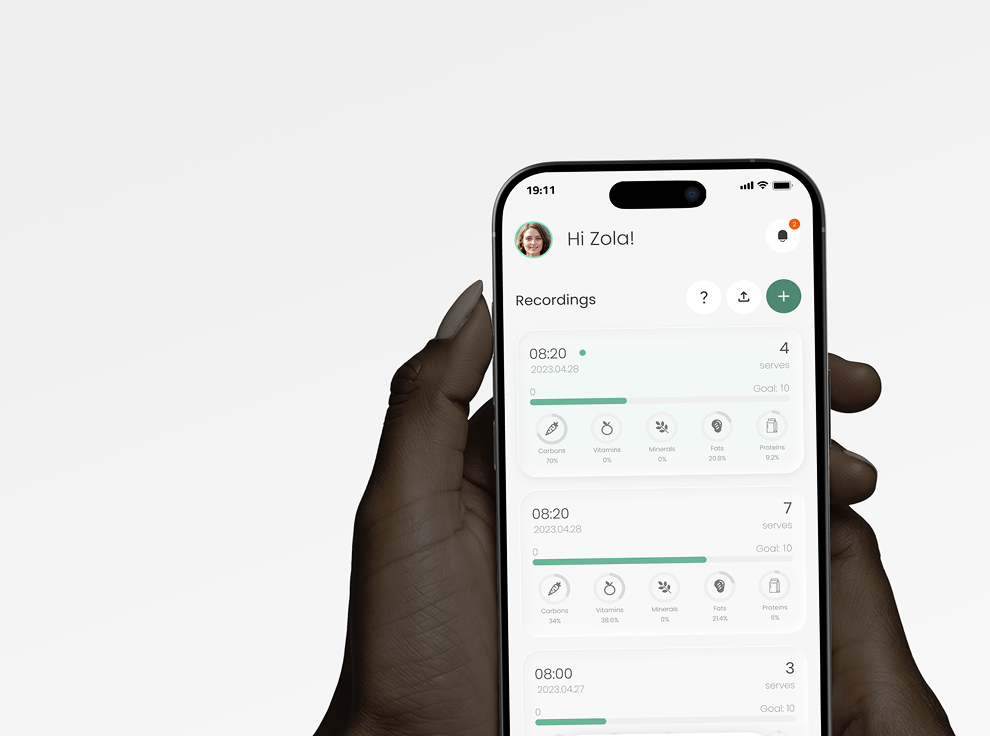 19:11
2
Hi Zola!
Recordings
?
08:20
4
2023.04.28
serves
0
Goal: 10
Carbons
Vitamins
Minerals
Fats
Proteins
70%
0%
0%
20.8%
9.2%
08:20
7
2023.04.28
serves
0
Goal: 10
Carbons
Vitamins
Minerals
Fats
Proteins
34%
38.6%
0%
21.4%
6%
08:00
3
2023.04.27
serves
0
Goal: 10